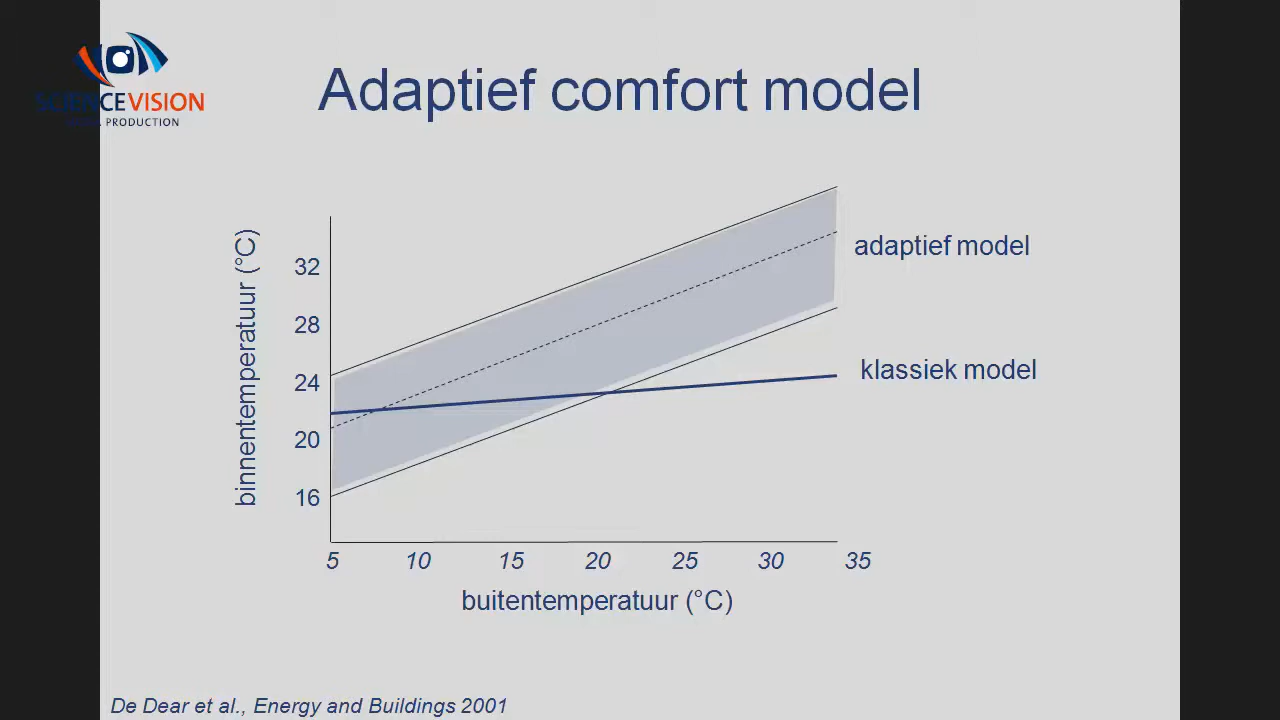 SCIENCEVISION
PRODUCTION
Adaptief comfort model
binnentemperatuur (°C)
32
28
24
20
16
adaptief model
klassiek model
5 10 15 20 25 30 35
buitentemperatuur (°C)
De Dear et al., Energy and Buildings 2001